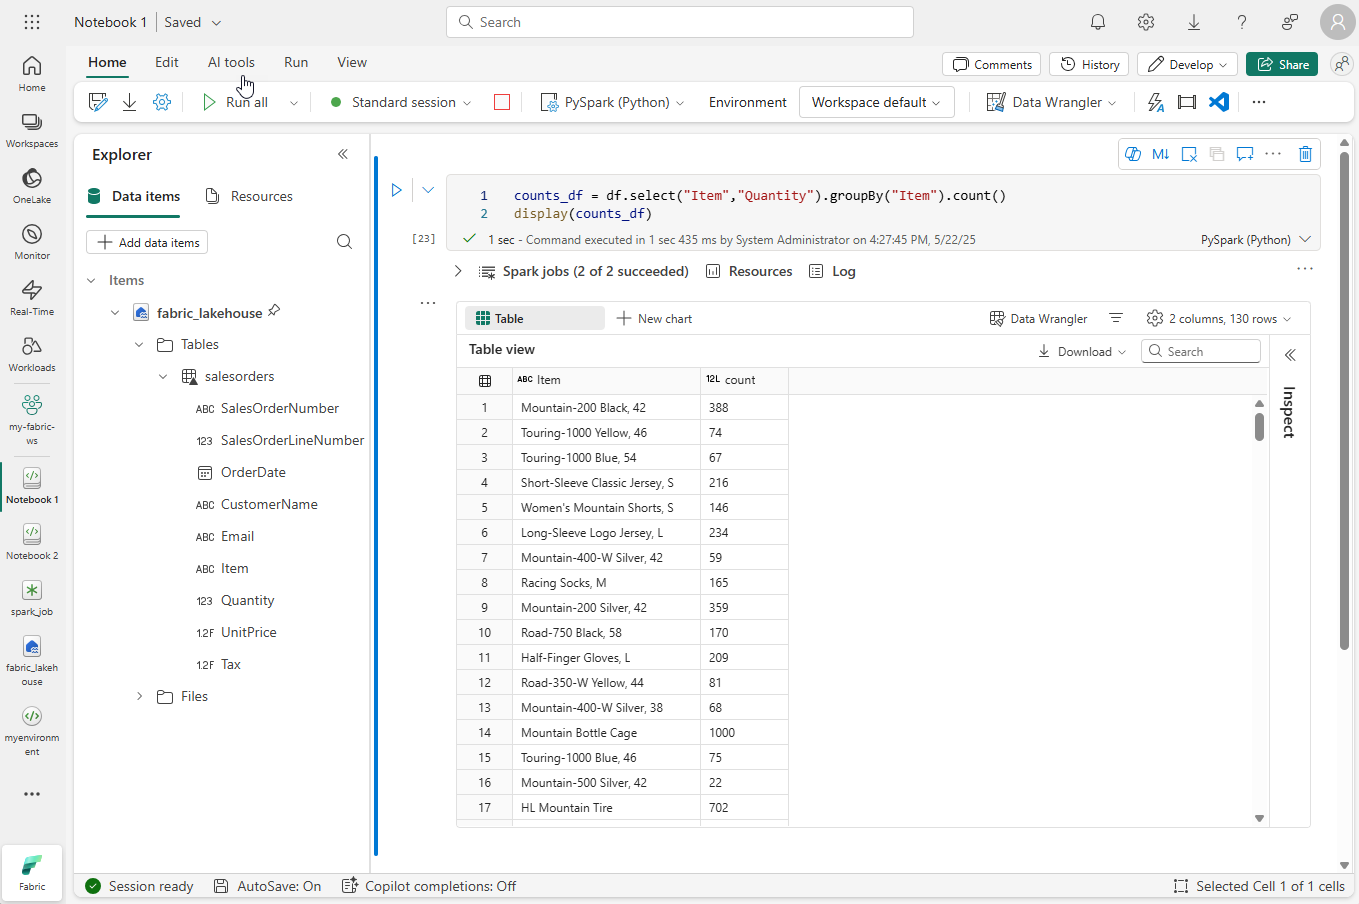 Notebook 1 | Saved
Search
Home
Workspaces
OneLake
Monitor
Real-Time
Workloads
my-fabric-
ws
Notebook 1
Notebook 2
spark_job
fabric_lakeh
ouse
myenvironm
ent
Fabric
Home Edit AI tools Run View
Comments History Develop Share
Run all Standard session PySpark (Python) Environment Workspace default Data Wrangler
Explorer
Data items Resources
Add data items
Items
fabric_lakehouse
Tables
salesorders
ABC SalesOrderNumber
123 SalesOrderLineNumber
OrderDate
ABC CustomerName
ABC Email
ABC Item
123 Quantity
1.2F UnitPrice
1.2F Tax
Files
M↓
1 counts_df = df.select("Item","Quantity").groupBy("Item").count()
2 display(counts_df)
[23] 1 sec - Command executed in 1 sec 435 ms by System Administrator on 4:27:45 PM, 5/22/25 PySpark (Python)
Spark jobs (2 of 2 succeeded) Resources Log
Table New chart Data Wrangler 2 columns, 130 rows
Table view Download Search
Inspect
ABC Item 12L count
1 Mountain-200 Black, 42 388
2 Touring-1000 Yellow, 46 74
3 Touring-1000 Blue, 54 67
4 Short-Sleeve Classic Jersey, S 216
5 Women's Mountain Shorts, S 146
6 Long-Sleeve Logo Jersey, L 234
7 Mountain-400-W Silver, 42 59
8 Racing Socks, M 165
9 Mountain-200 Silver, 42 359
10 Road-750 Black, 58 170
11 Half-Finger Gloves, L 209
12 Road-350-W Yellow, 44 81
13 Mountain-400-W Silver, 38 68
14 Mountain Bottle Cage 1000
15 Touring-1000 Blue, 46 75
16 Mountain-500 Silver, 42 22
17 HL Mountain Tire 702
Session ready AutoSave: On Copilot completions: Off Selected Cell 1 of 1 cells